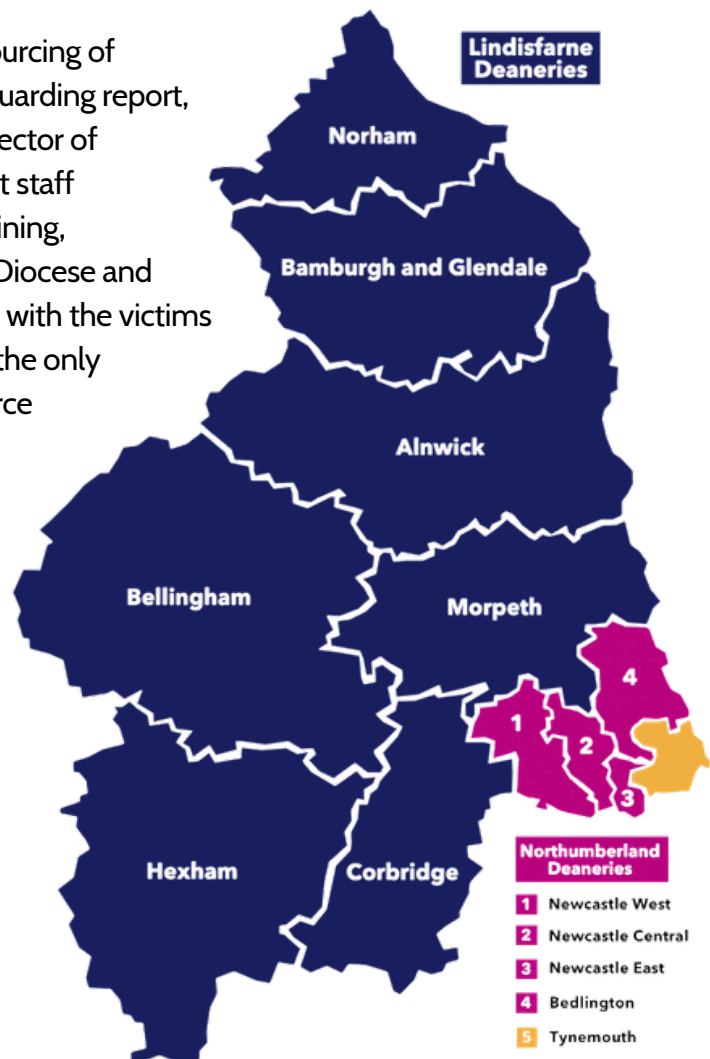 ourcing of
uarding report,
ector of
t staff
ining,
Diocese and
with the victims
the only
rce
Lindisfarne
Deaneries
Norham
Bamburgh and Glendale
Alnwick
Bellingham
Morpeth
Hexham
Corbridge
1
2
3
4
Northumberland
Deaneries
1 Newcastle West
2 Newcastle Central
3 Newcastle East
4 Bedlington
5 Tynemouth